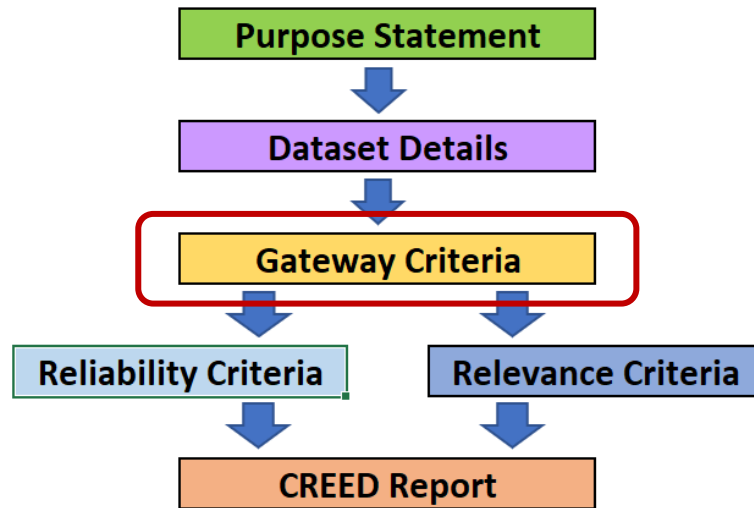 Purpose Statement
Dataset Details
Gateway Criteria
Reliability Criteria
Relevance Criteria
CREED Report